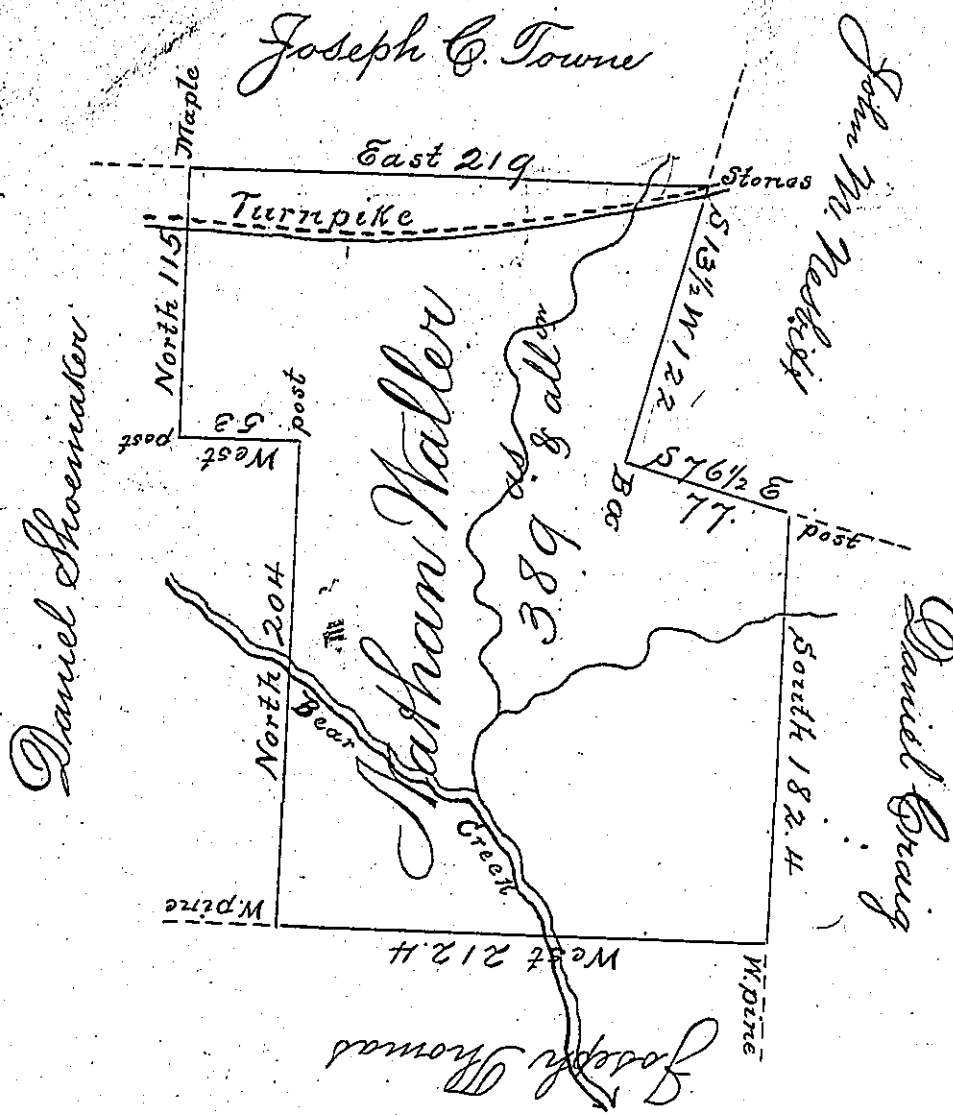 Joseph C. Towne
John M. Nesbitt
Maple
East 219
Stones
Turnpike
North 115
S 13½ W 122
Daniel Shoemaker
post
West
53
post
Nathan Waller
389 as & allow
Bo
S 76½ E
77
post
North 204
Bear
Creek
South 182.4
Daniel Craig
W.pine
West 212.4
W.pine
Joseph Thomas